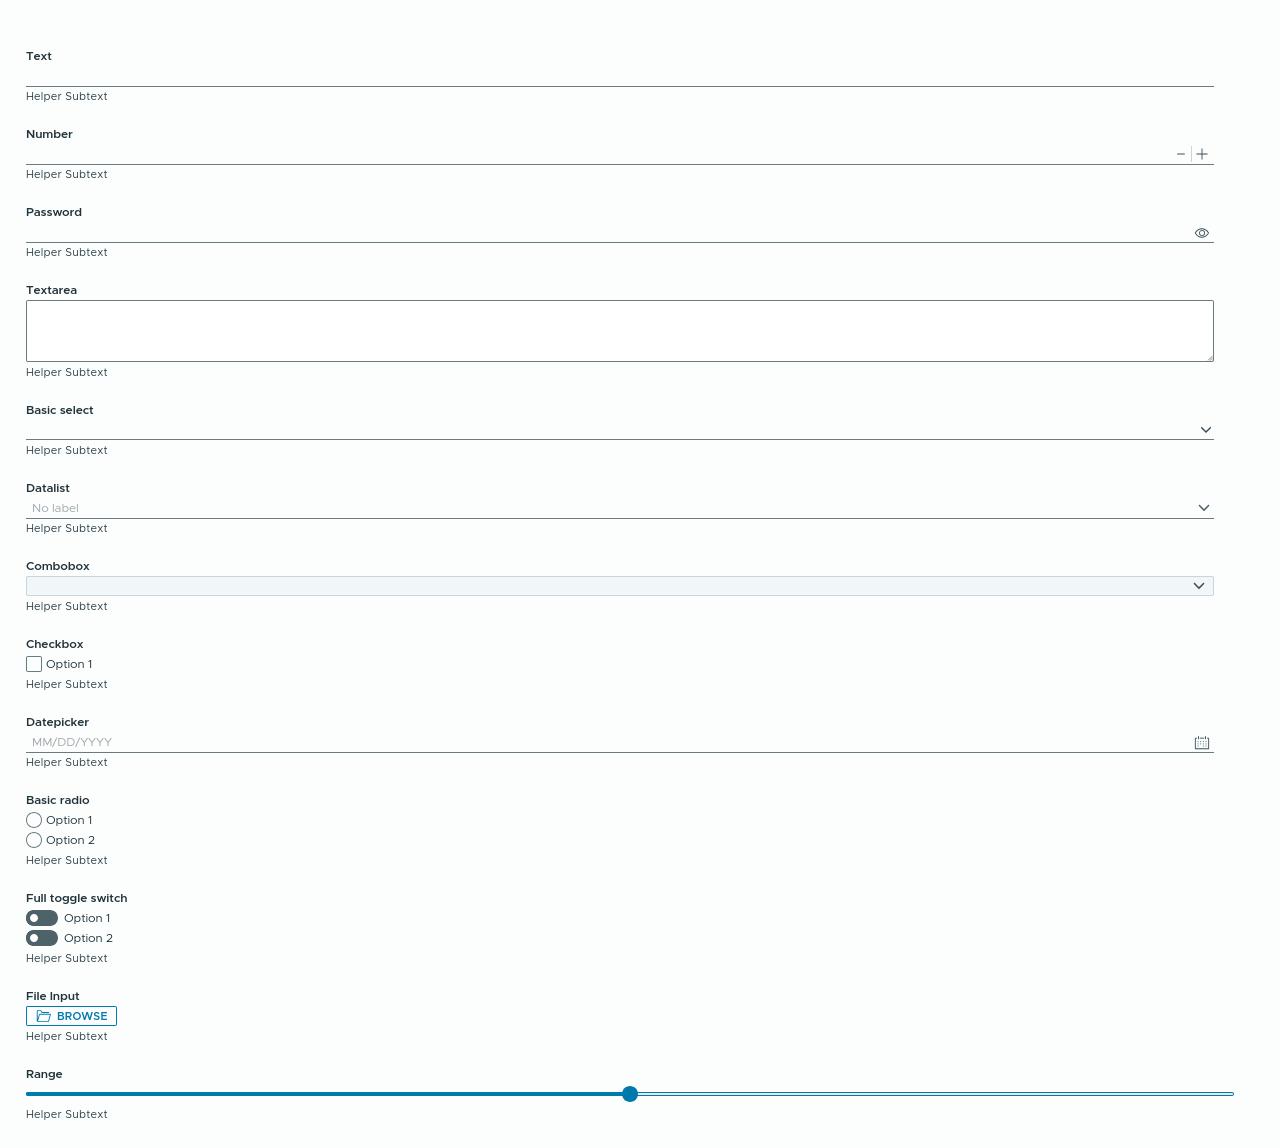 Text
Helper Subtext
Number
Helper Subtext
Password
Helper Subtext
Textarea
Helper Subtext
Basic select
Helper Subtext
Datalist
No label
Helper Subtext
Combobox
Helper Subtext
Checkbox
Option 1
Helper Subtext
Datepicker
MM/DD/YYYY
Helper Subtext
Basic radio
Option 1
Option 2
Helper Subtext
Full toggle switch
Option 1
Option 2
Helper Subtext
File Input
BROWSE
Helper Subtext
Range
Helper Subtext